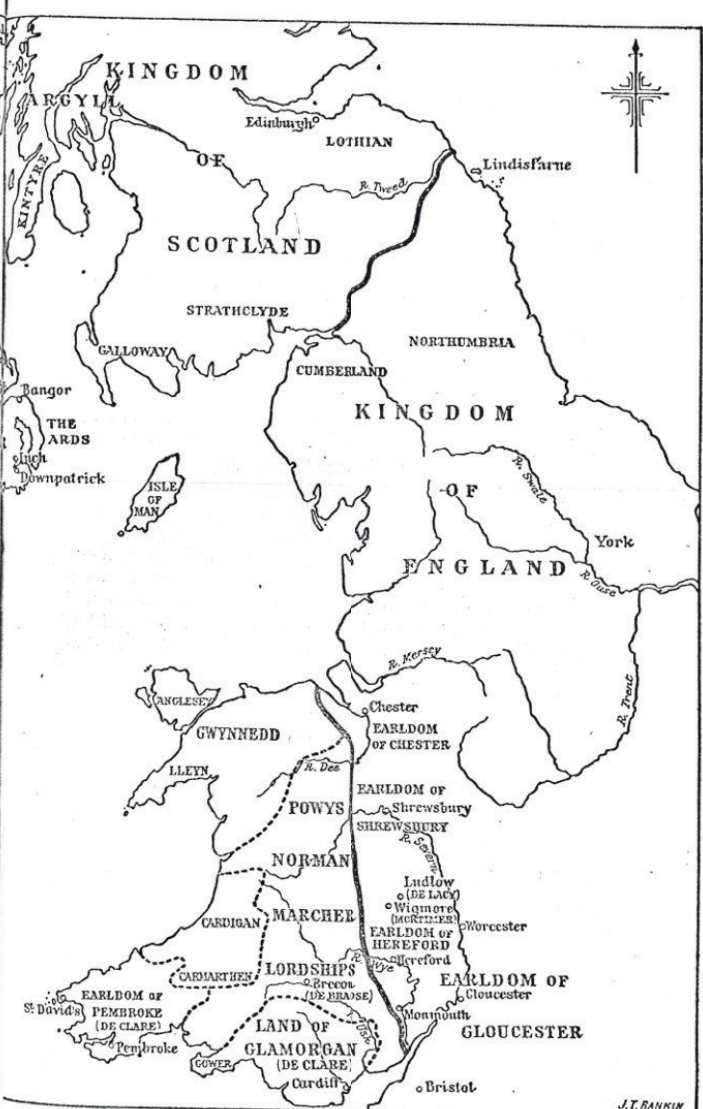 KINGDOM
ARGYLL
Edinburgh
LOTHIAN
OF
KINTYRE
R. Tweed
Lindisfarne
SCOTLAND
STRATHCLYDE
GALLOWAY
NORTHUMBRIA
CUMBERLAND
Bangor
KINGDOM
THE
ARDS
Inch
Downpatrick
ISLE
OF
MAN
R. Swale
OF
York
ENGLAND
R. Ouse
R. Mersey
R. Trent
ANGLESEY
Chester
GWYNNEDD
EARLDOM
OF CHESTER
LLEYN
R. Dee
POWYS
EARLDOM OF
Shrewsbury
SHREWSBURY
R. Severn
NORMAN
Ludlow
(DE LACY)
Wigmore
(MORTIMER)
MARCHER
CARDIGAN
Worcester
EARLDOM OF
HEREFORD
R. Wye
Hereford
CARMARTHEN
LORDSHIPS
Brecon
(DE BRAOSE)
EARLDOM OF
Gloucester
GLOUCESTER
St. David's
EARLDOM OF
PEMBROKE
(DE CLARE)
Pembroke
R. Usk
Monmouth
LAND OF
GLAMORGAN
(DE CLARE)
GOWER
Cardiff
Bristol
J.T. RANKIN